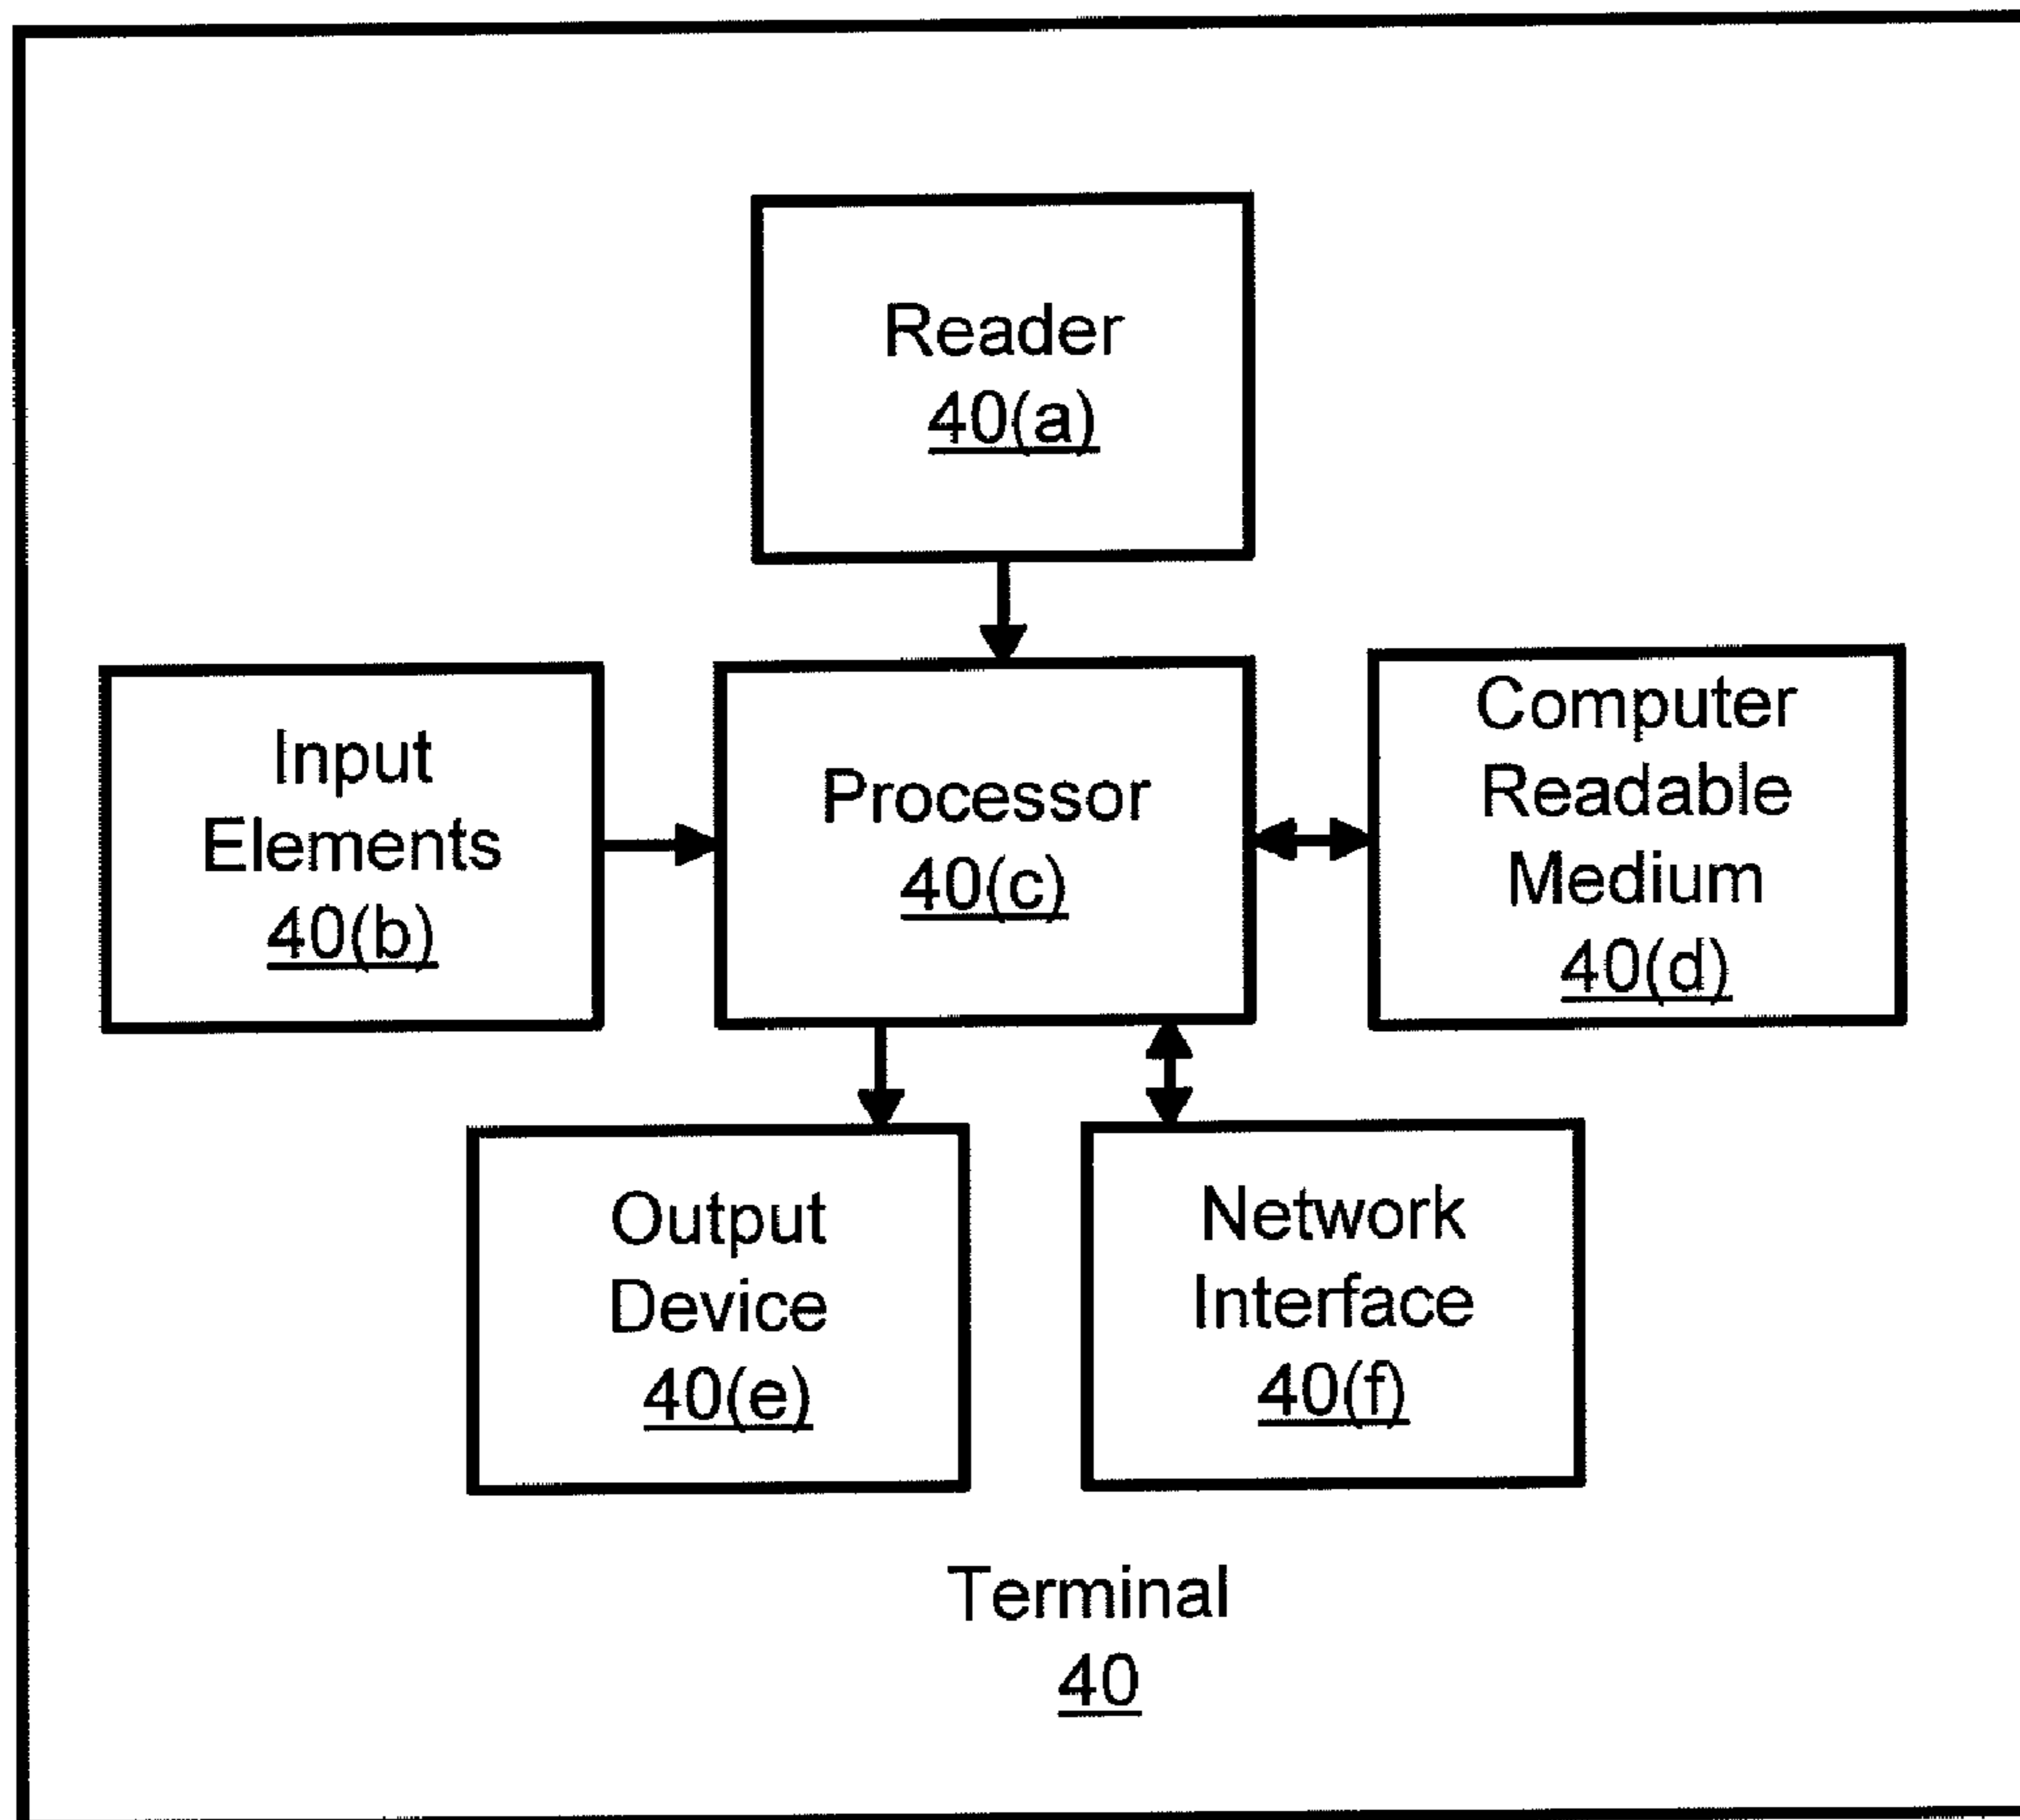 Reader
40(a)
Input
Elements
40(b)
Processor
40(c)
Computer
Readable
Medium
40(d)
Output
Device
40(e)
Network
Interface
40(f)
Terminal
40